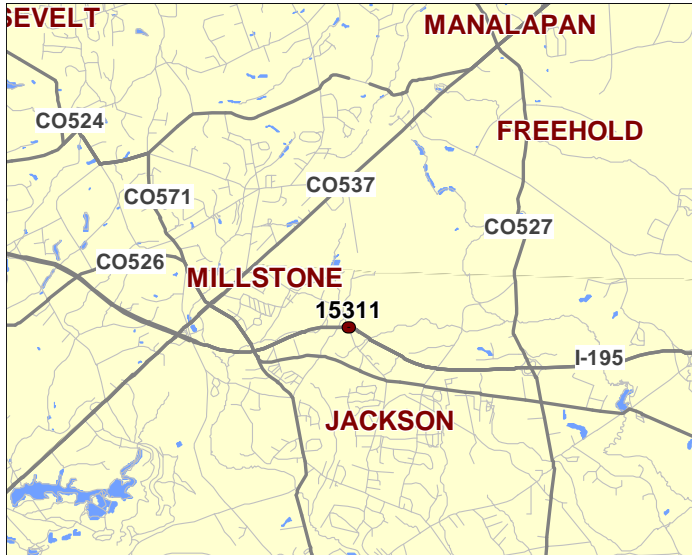 SEVELT
MANALAPAN
CO524
FREEHOLD
CO537
CO571
CO527
CO526
MILLSTONE
15311
I-195
JACKSON